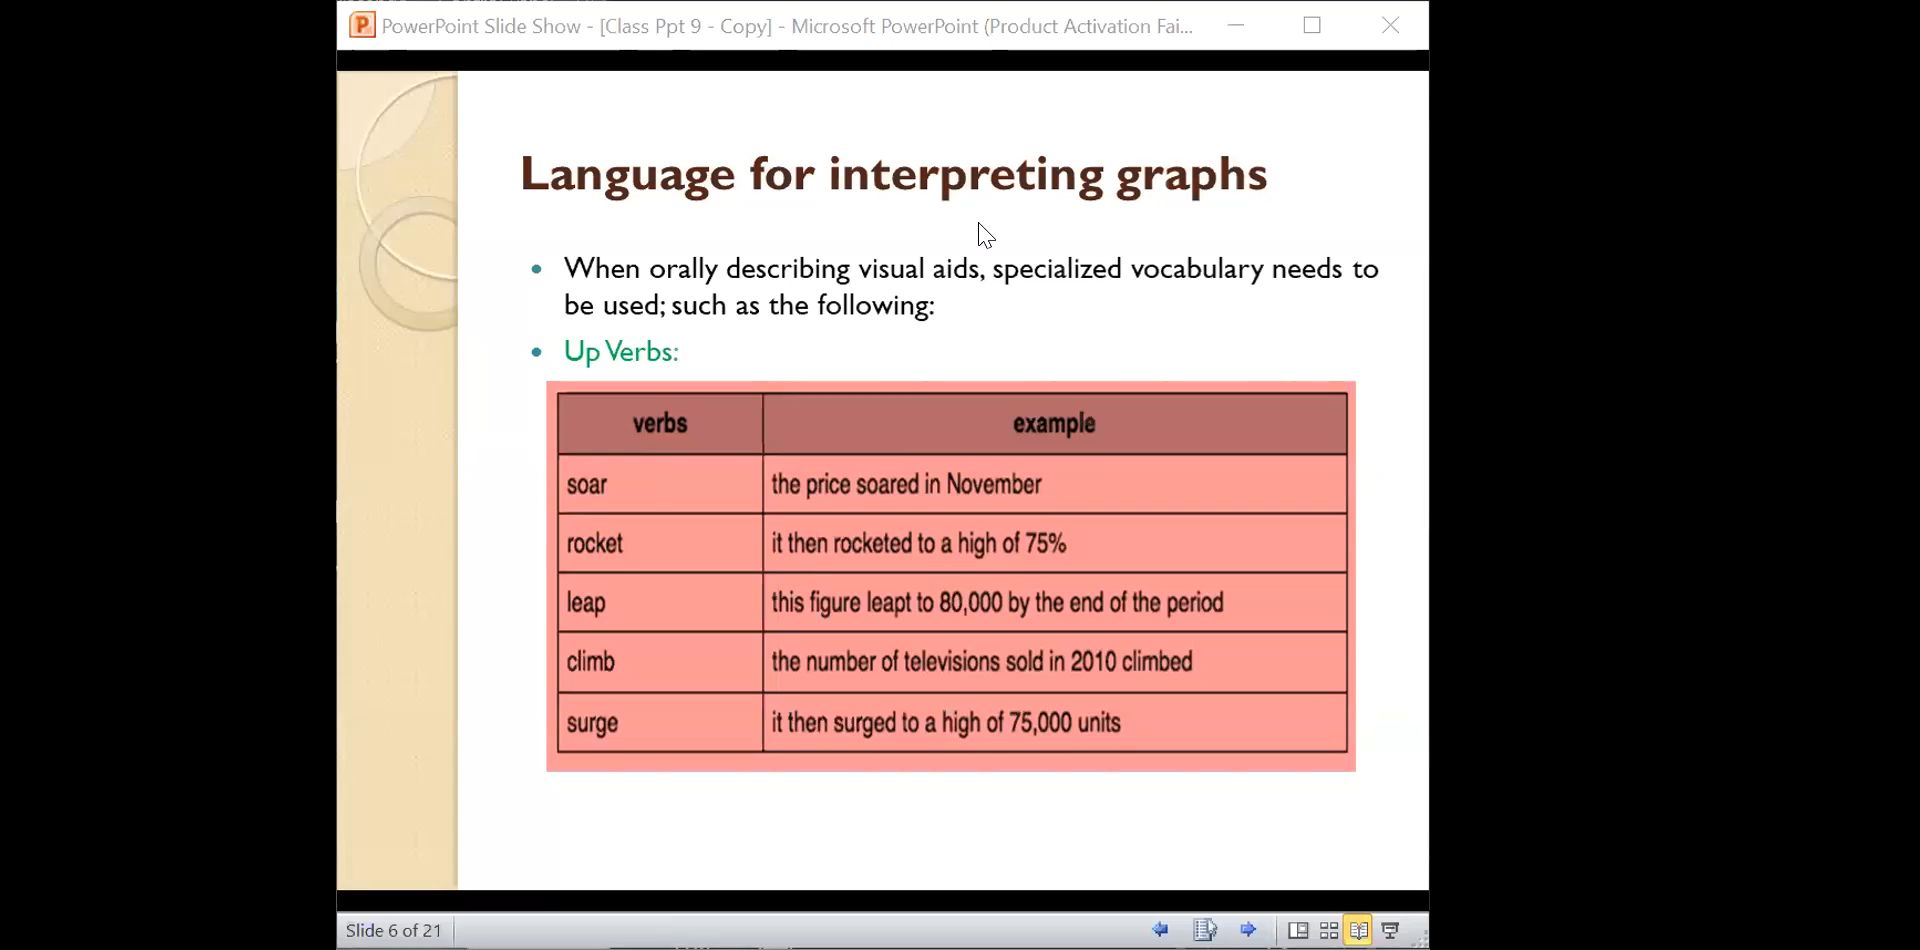 PowerPoint Slide Show - [Class Ppt 9 - Copy] - Microsoft PowerPoint (Product Activation Fai...
Language for interpreting graphs
• When orally describing visual aids, specialized vocabulary needs to
be used; such as the following:
• Up Verbs:
verbs example
soar the price soared in November
rocket it then rocketed to a high of 75%
leap this figure leapt to 80,000 by the end of the period
climb the number of televisions sold in 2010 climbed
surge it then surged to a high of 75,000 units
Slide 6 of 21